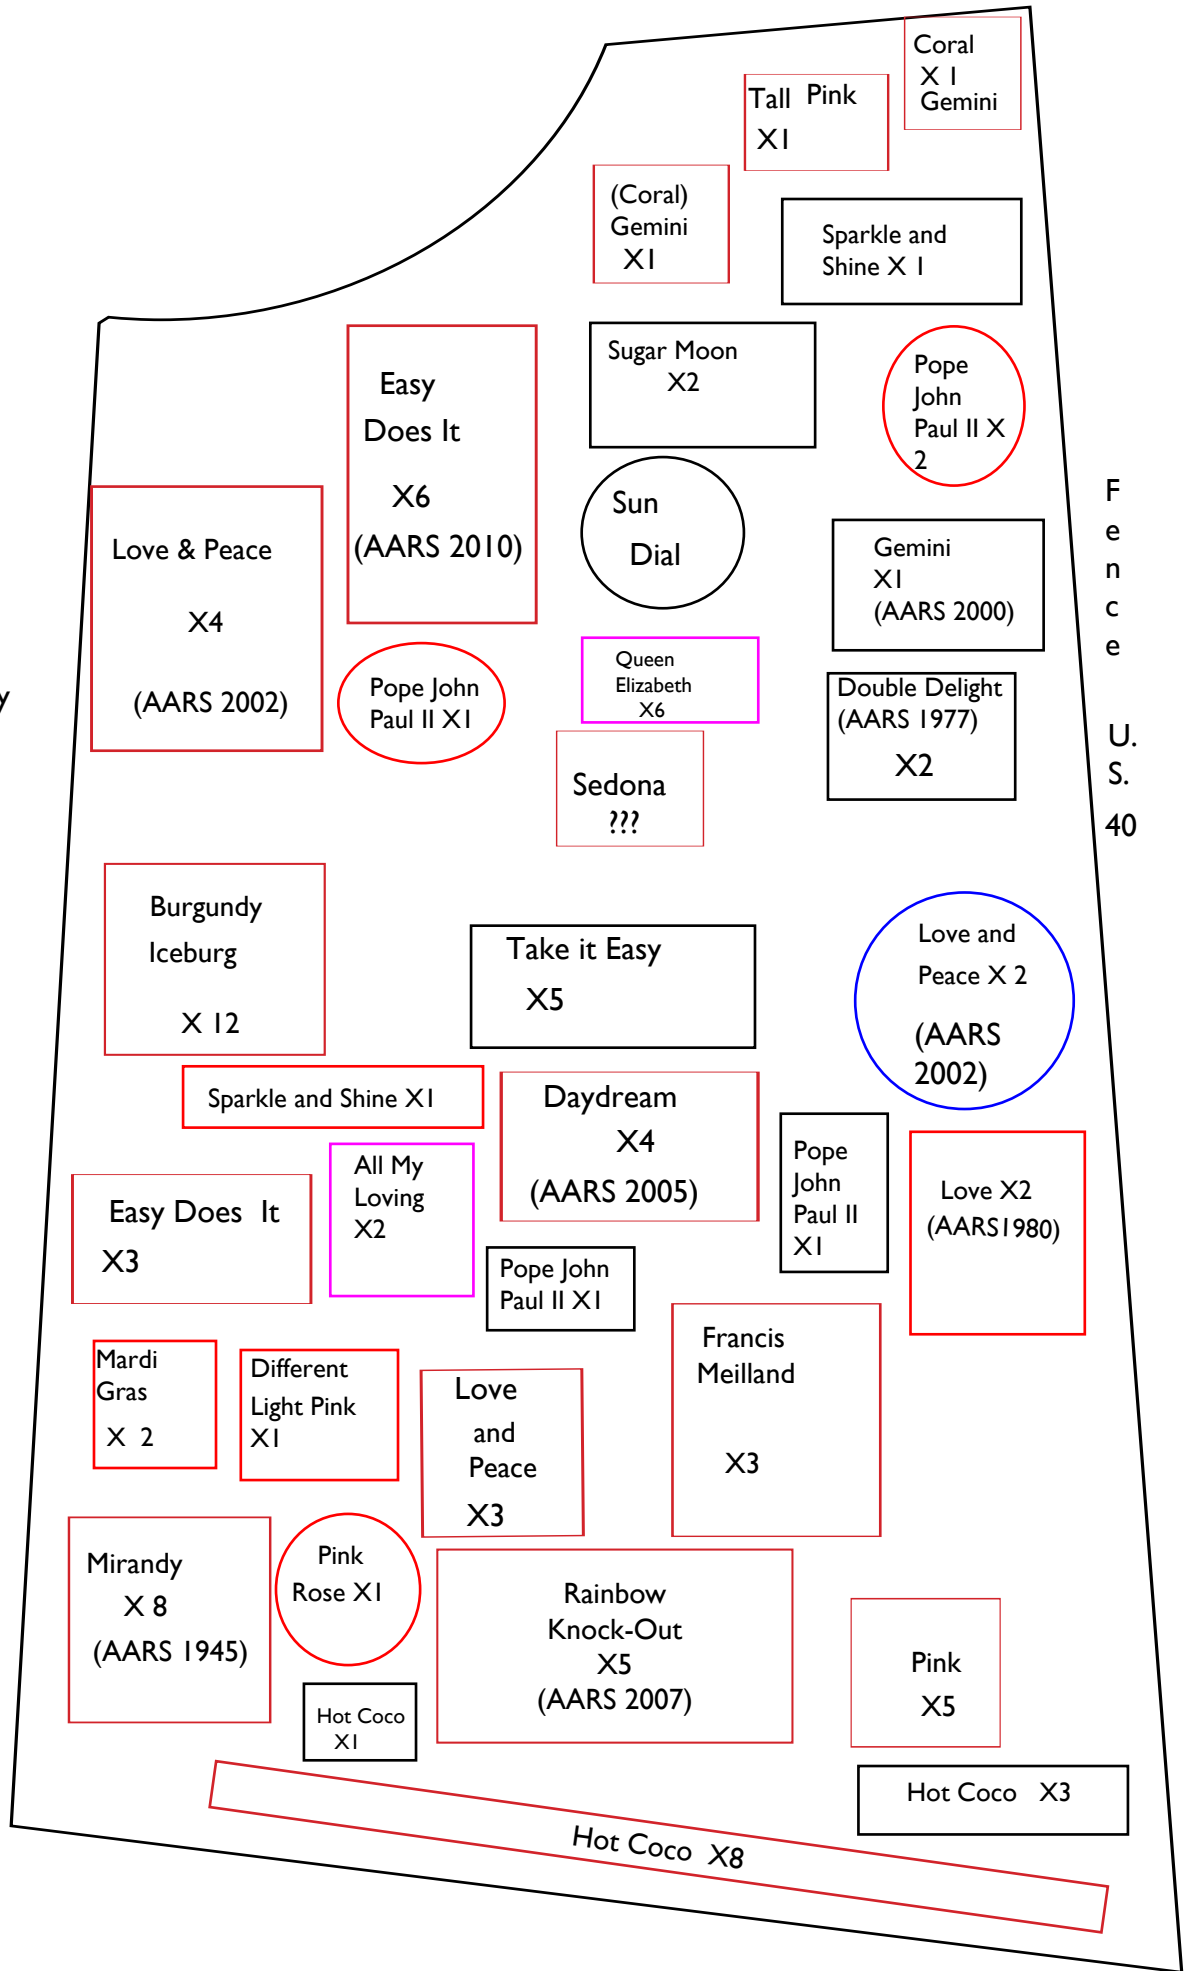 Coral
X 1
Gemini
Tall Pink
X1
(Coral)
Gemini
X1
Sparkle and
Shine X 1
Sugar Moon
X2
Pope
John
Paul II X
2
Easy
Does It
X6
(AARS 2010)
Sun
Dial
Love & Peace
X4
(AARS 2002)
Gemini
X1
(AARS 2000)
F
e
n
c
e
U.
S.
40
y
Pope John
Paul II X1
Queen
Elizabeth
X6
Double Delight
(AARS 1977)
X2
Sedona
???
Burgundy
Iceburg
X 12
Take it Easy
X5
Love and
Peace X 2
(AARS
2002)
Sparkle and Shine X1
Daydream
X4
(AARS 2005)
Pope
John
Paul II
X1
Love X2
(AARS1980)
Easy Does It
X3
All My
Loving
X2
Pope John
Paul II X1
Mardi
Gras
X 2
Different
Light Pink
X1
Love
and
Peace
X3
Francis
Meilland
X3
Mirandy
X 8
(AARS 1945)
Pink
Rose X1
Rainbow
Knock-Out
X5
(AARS 2007)
Pink
X5
Hot Coco
X1
Hot Coco X3
Hot Coco X8